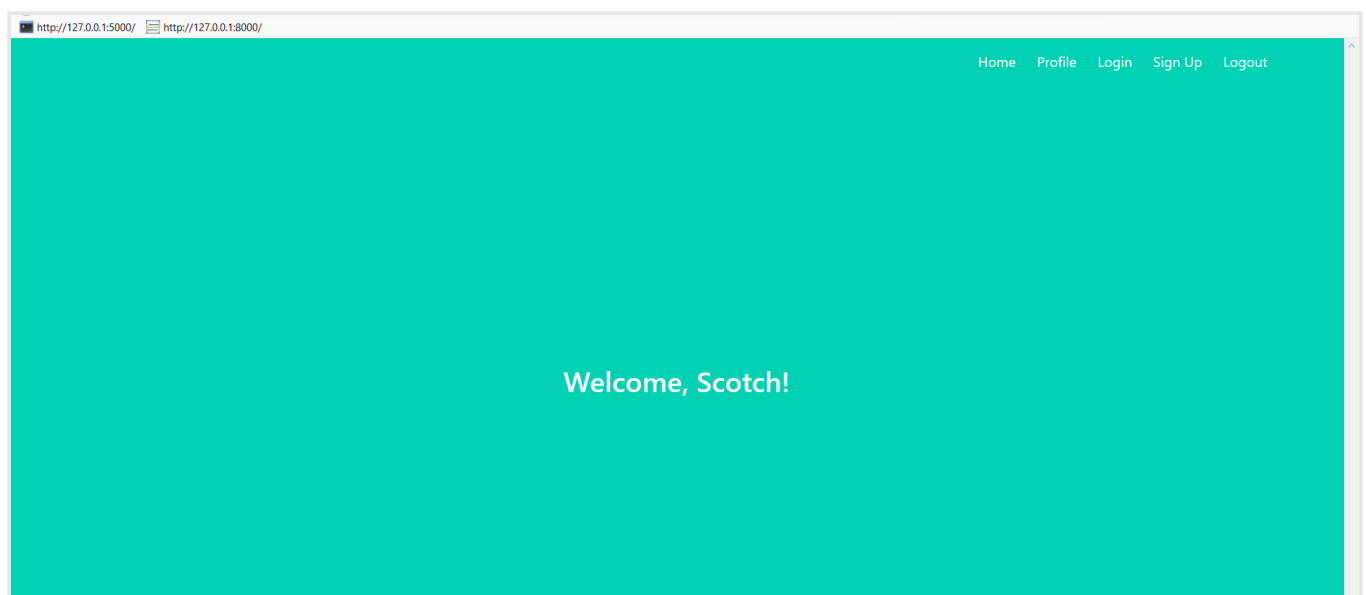 http://127.0.0.1:5000/ http://127.0.0.1:8000/
Home Profile Login Sign Up Logout
Welcome, Scotch!